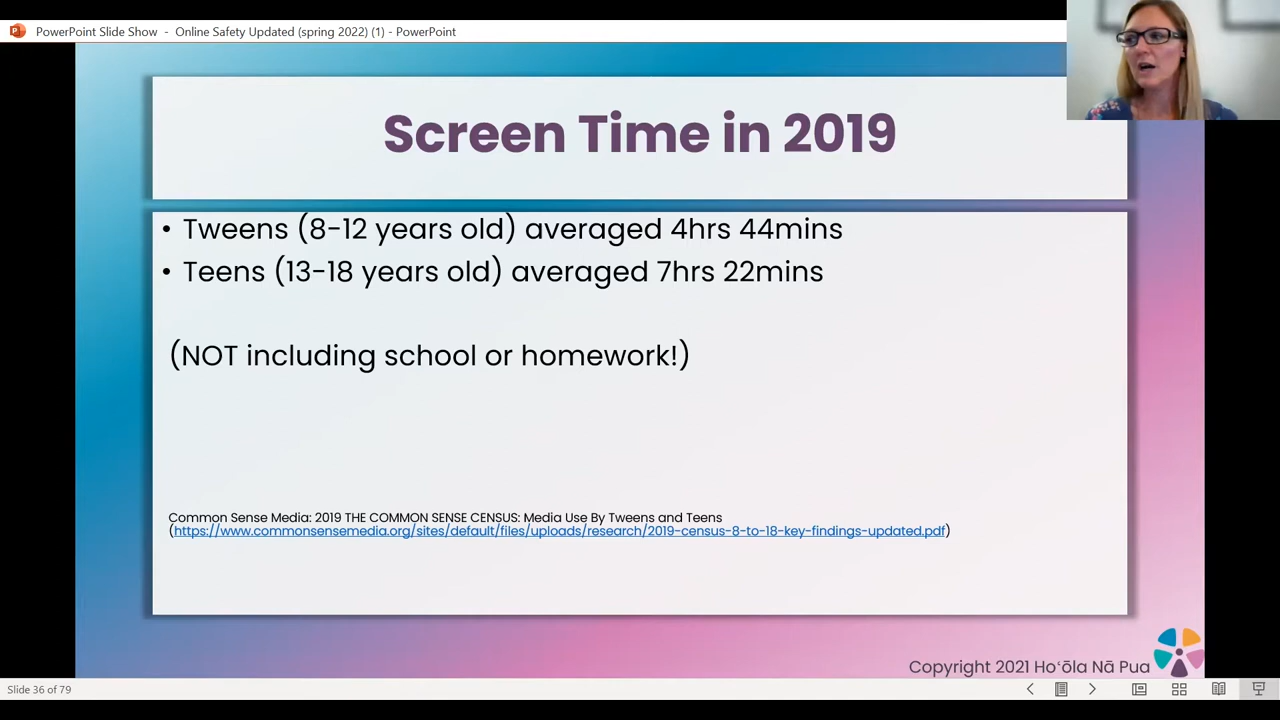 PowerPoint Slide Show - Online Safety Updated (spring 2022) (1) - PowerPoint
Screen Time in 2019
• Tweens (8-12 years old) averaged 4hrs 44mins
• Teens (13-18 years old) averaged 7hrs 22mins
(NOT including school or homework!)
Common Sense Media: 2019 THE COMMON SENSE CENSUS: Media Use By Tweens and Teens
(https://www.commonsensemedia.org/sites/default/files/uploads/research/2019-census-8-to-18-key-findings-updated.pdf)
Copyright 2021 Hoʻōla Nā Pua
Slide 36 of 79